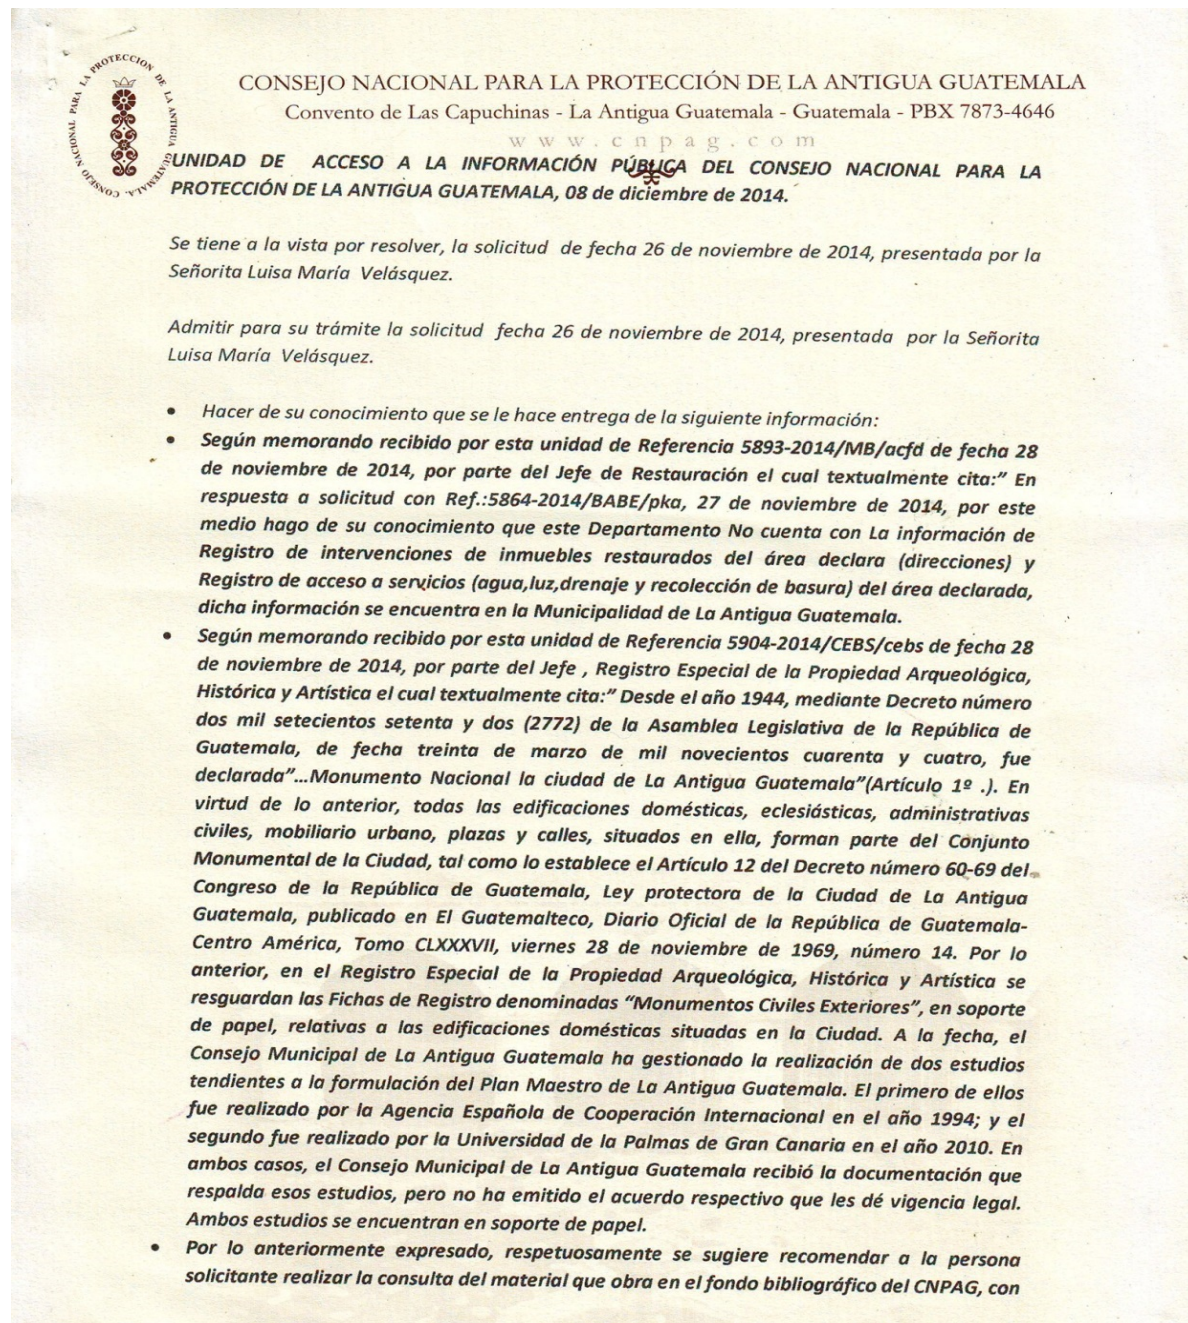 CONSEJO NACIONAL PARA LA PROTECCIÓN DE LA ANTIGUA GUATEMALA
CONSEJO NACIONAL PARA LA PROTECCIÓN DE LA ANTIGUA GUATEMALA
Convento de Las Capuchinas - La Antigua Guatemala - Guatemala - PBX 7873-4646
www.cnpag.com
UNIDAD DE ACCESO A LA INFORMACIÓN PÚBLICA DEL CONSEJO NACIONAL PARA LA
PROTECCIÓN DE LA ANTIGUA GUATEMALA, 08 de diciembre de 2014.
Se tiene a la vista por resolver, la solicitud de fecha 26 de noviembre de 2014, presentada por la
Señorita Luisa María Velásquez.
Admitir para su trámite la solicitud fecha 26 de noviembre de 2014, presentada por la Señorita
Luisa María Velásquez.
• Hacer de su conocimiento que se le hace entrega de la siguiente información:
• Según memorando recibido por esta unidad de Referencia 5893-2014/MB/acfd de fecha 28
de noviembre de 2014, por parte del Jefe de Restauración el cual textualmente cita:” En
respuesta a solicitud con Ref.:5864-2014/BABE/pka, 27 de noviembre de 2014, por este
medio hago de su conocimiento que este Departamento No cuenta con La información de
Registro de intervenciones de inmuebles restaurados del área declara (direcciones) y
Registro de acceso a servicios (agua,luz,drenaje y recolección de basura) del área declarada,
dicha información se encuentra en la Municipalidad de La Antigua Guatemala.
• Según memorando recibido por esta unidad de Referencia 5904-2014/CEBS/cebs de fecha 28
de noviembre de 2014, por parte del Jefe , Registro Especial de la Propiedad Arqueológica,
Histórica y Artística el cual textualmente cita:” Desde el año 1944, mediante Decreto número
dos mil setecientos setenta y dos (2772) de la Asamblea Legislativa de la República de
Guatemala, de fecha treinta de marzo de mil novecientos cuarenta y cuatro, fue
declarada”...Monumento Nacional la ciudad de La Antigua Guatemala”(Artículo 1º .). En
virtud de lo anterior, todas las edificaciones domésticas, eclesiásticas, administrativas
civiles, mobiliario urbano, plazas y calles, situados en ella, forman parte del Conjunto
Monumental de la Ciudad, tal como lo establece el Artículo 12 del Decreto número 60-69 del
Congreso de la República de Guatemala, Ley protectora de la Ciudad de La Antigua
Guatemala, publicado en El Guatemalteco, Diario Oficial de la República de Guatemala-
Centro América, Tomo CLXXXVII, viernes 28 de noviembre de 1969, número 14. Por lo
anterior, en el Registro Especial de la Propiedad Arqueológica, Histórica y Artística se
resguardan las Fichas de Registro denominadas “Monumentos Civiles Exteriores”, en soporte
de papel, relativas a las edificaciones domésticas situadas en la Ciudad. A la fecha, el
Consejo Municipal de La Antigua Guatemala ha gestionado la realización de dos estudios
tendientes a la formulación del Plan Maestro de La Antigua Guatemala. El primero de ellos
fue realizado por la Agencia Española de Cooperación Internacional en el año 1994; y el
segundo fue realizado por la Universidad de la Palmas de Gran Canaria en el año 2010. En
ambos casos, el Consejo Municipal de La Antigua Guatemala recibió la documentación que
respalda esos estudios, pero no ha emitido el acuerdo respectivo que les dé vigencia legal.
Ambos estudios se encuentran en soporte de papel.
• Por lo anteriormente expresado, respetuosamente se sugiere recomendar a la persona
solicitante realizar la consulta del material que obra en el fondo bibliográfico del CNPAG, con